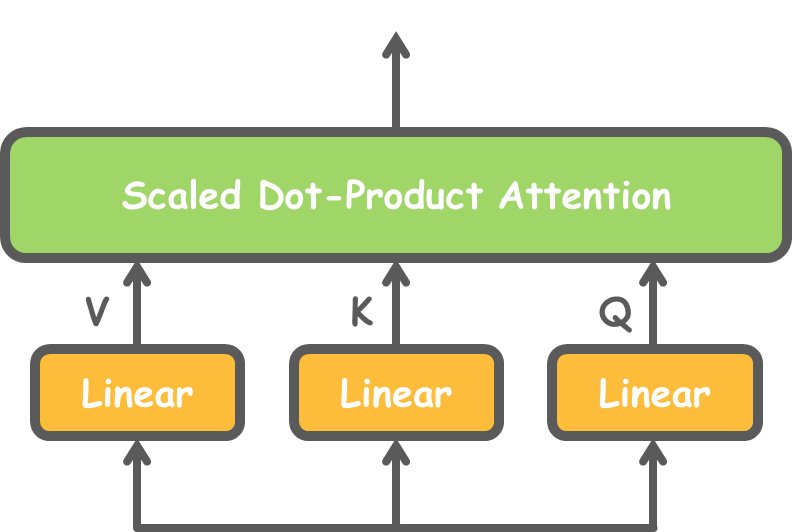 Scaled Dot-Product Attention
V
K
Q
Linear
Linear
Linear